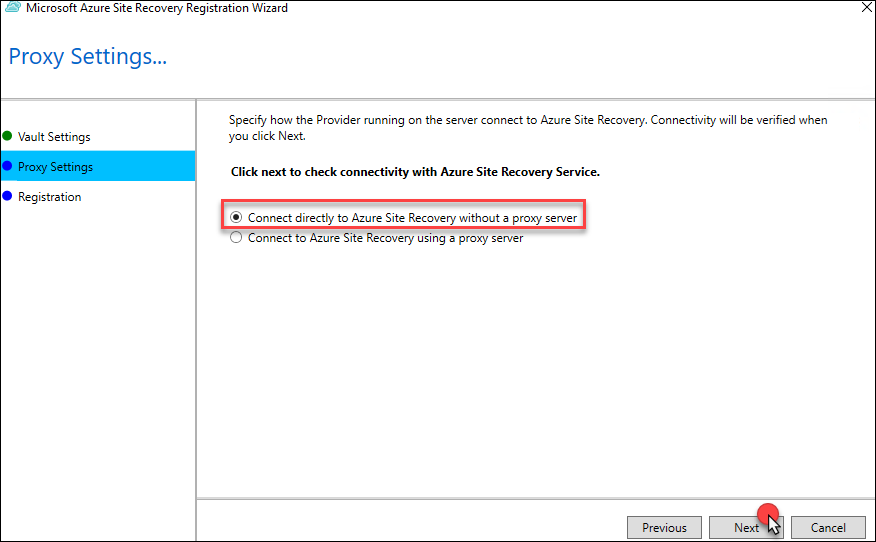 Microsoft Azure Site Recovery Registration Wizard
Proxy Settings...
Vault Settings
Proxy Settings
Registration
Specify how the Provider running on the server connect to Azure Site Recovery. Connectivity will be verified when
you click Next.
Click next to check connectivity with Azure Site Recovery Service.
Connect directly to Azure Site Recovery without a proxy server
Connect to Azure Site Recovery using a proxy server
Previous
Next
Cancel